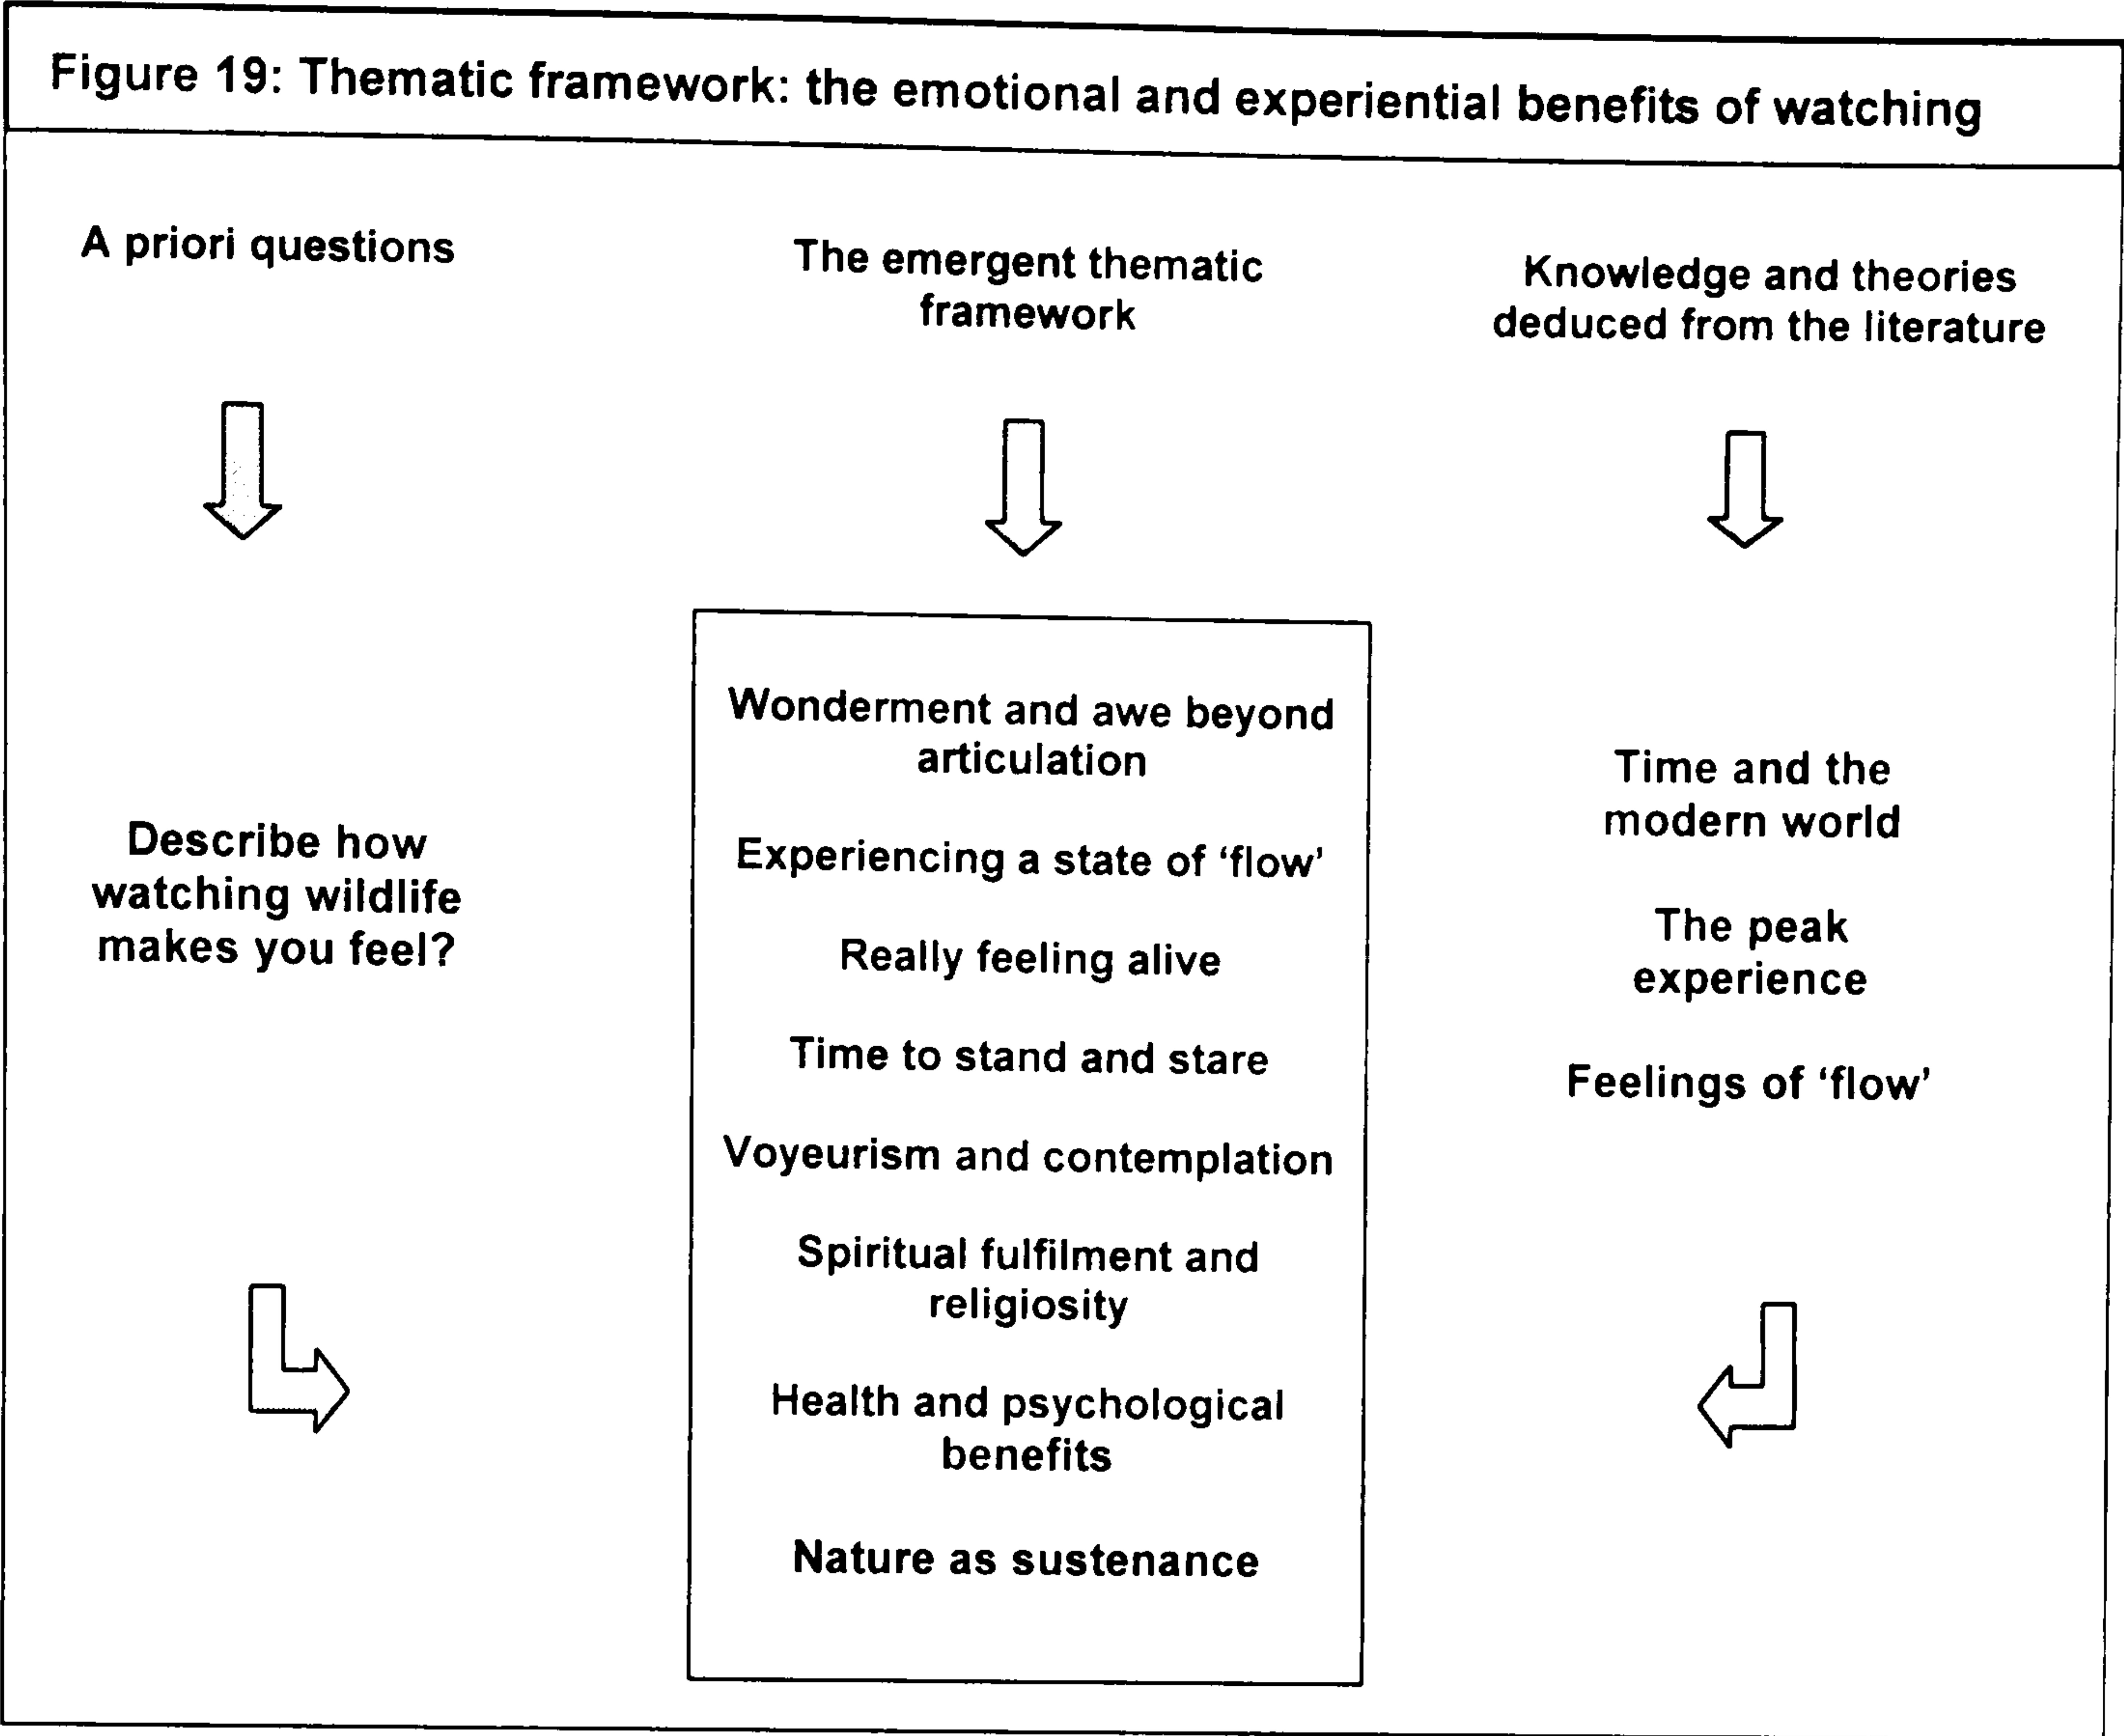 Figure 19: Thematic framework: the emotional and experiential benefits of watching
A priori questions
Describe how
watching wildlife
makes you feel?
The emergent thematic
framework
Wonderment and awe beyond
articulation
Experiencing a state of ‘flow’
Really feeling alive
Time to stand and stare
Voyeurism and contemplation
Spiritual fulfilment and
religiosity
Health and psychological
benefits
Nature as sustenance
Knowledge and theories
deduced from the literature
Time and the
modern world
The peak
experience
Feelings of ‘flow’